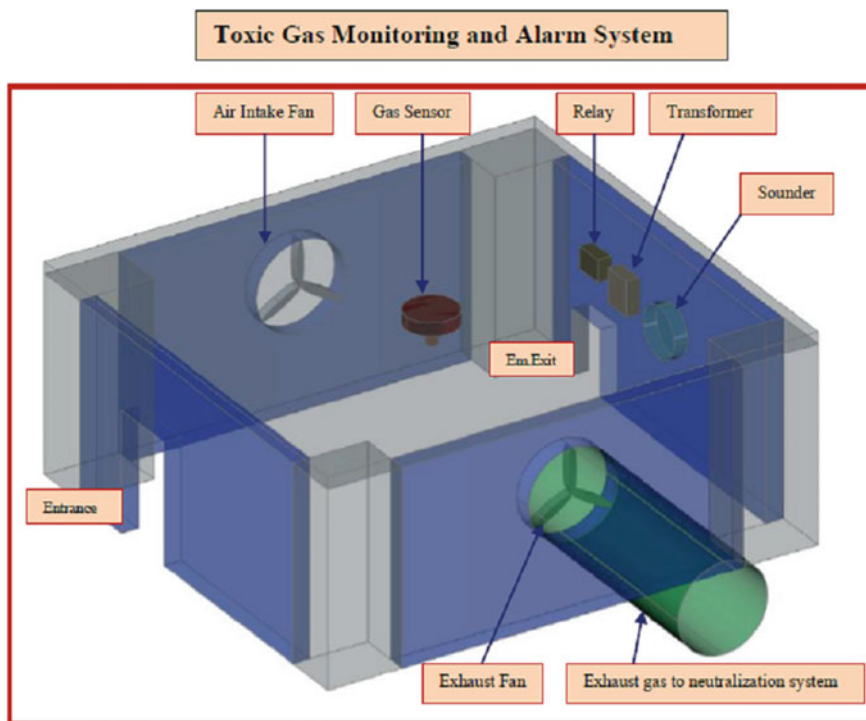 Toxic Gas Monitoring and Alarm System
Air Intake Fan
Gas Sensor
Relay
Transformer
Sounder
Em.Exit
Entrance
Exhaust Fan
Exhaust gas to neutralization system